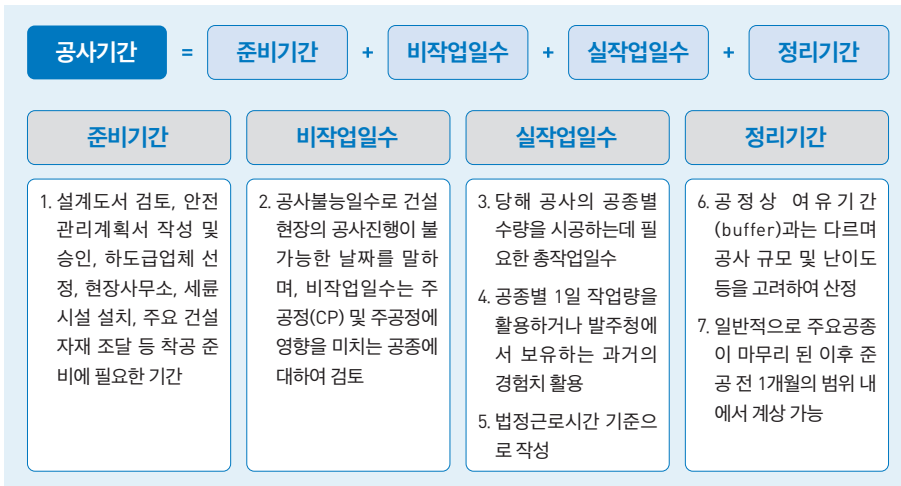 공사기간 = 준비기간 + 비작업일수 + 실작업일수 + 정리기간
준비기간
1. 설계도서 검토, 안전
관리계획서 작성 및
승인, 하도급업체 선
정, 현장사무소, 세륜
시설 설치, 주요 건설
자재 조달 등 착공 준
비에 필요한 기간
비작업일수
2. 공사불능일수로 건설
현장의 공사진행이 불
가능한 날짜를 말하
며, 비작업일수는 주
공정(CP) 및 주공정에
영향을 미치는 공종에
대하여 검토
실작업일수
3. 당해 공사의 공종별
수량을 시공하는데 필
요한 총작업일수
4. 공종별 1일 작업량을
활용하거나 발주청에
서 보유하는 과거의
경험치 활용
5. 법정근로시간 기준으
로 작성
정리기간
6. 공정상 여유기간
(buffer)과는 다르며
공사 규모 및 난이도
등을 고려하여 산정
7. 일반적으로 주요공종
이 마무리 된 이후 준
공 전 1개월의 범위 내
에서 계상 가능